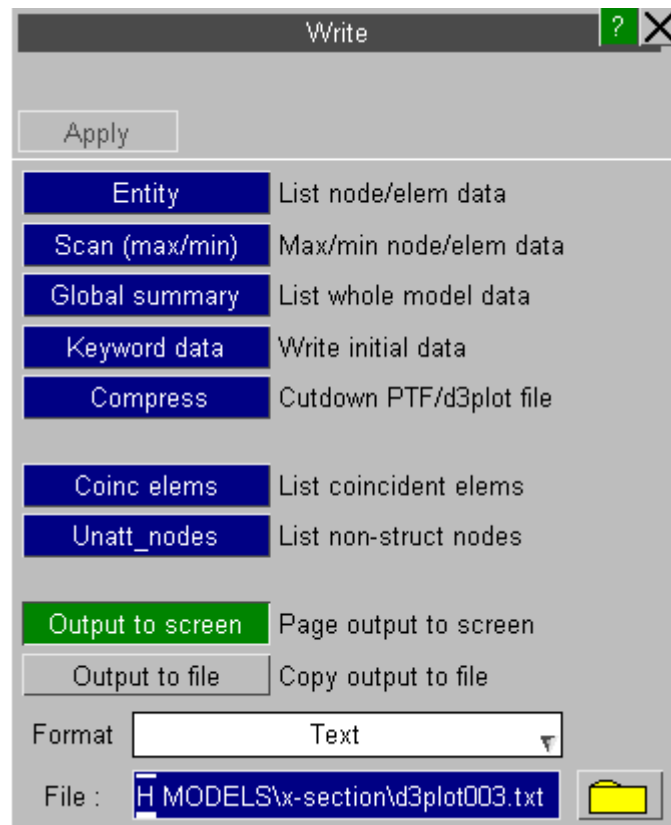 Write ?
Apply
Entity List node/elem data
Scan (max/min) Max/min node/elem data
Global summary List whole model data
Keyword data Write initial data
Compress Cutdown PTF/d3plot file
Coinc elems List coincident elems
Unatt_nodes List non-struct nodes
Output to screen Page output to screen
Output to file Copy output to file
Format Text
File : H MODELS\x-section\d3plot003.txt